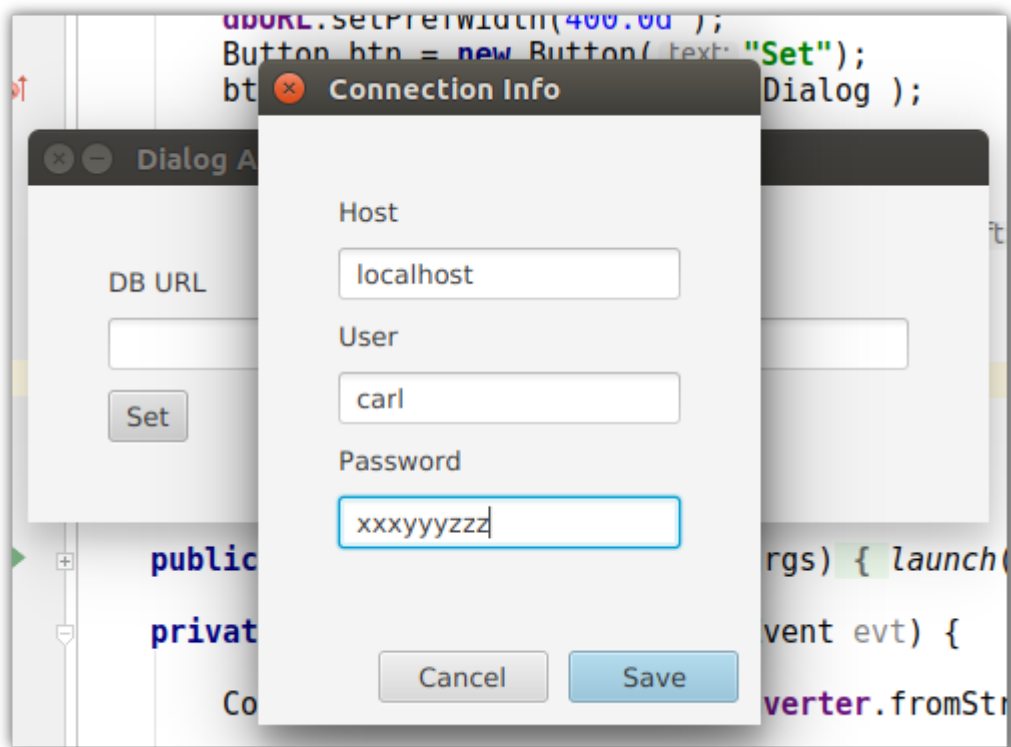 dbURL.setPrefWidth(400.0d );
Button btn = new Button( text: "Set");
bt
Dialog );
Connection Info
Dialog A
Host
localhost
DB URL
User
carl
Set
Password
xxxyyyzzz
public
rgs) { launch(
privat
vent evt) {
Cancel
Save
Co
verter.fromStr